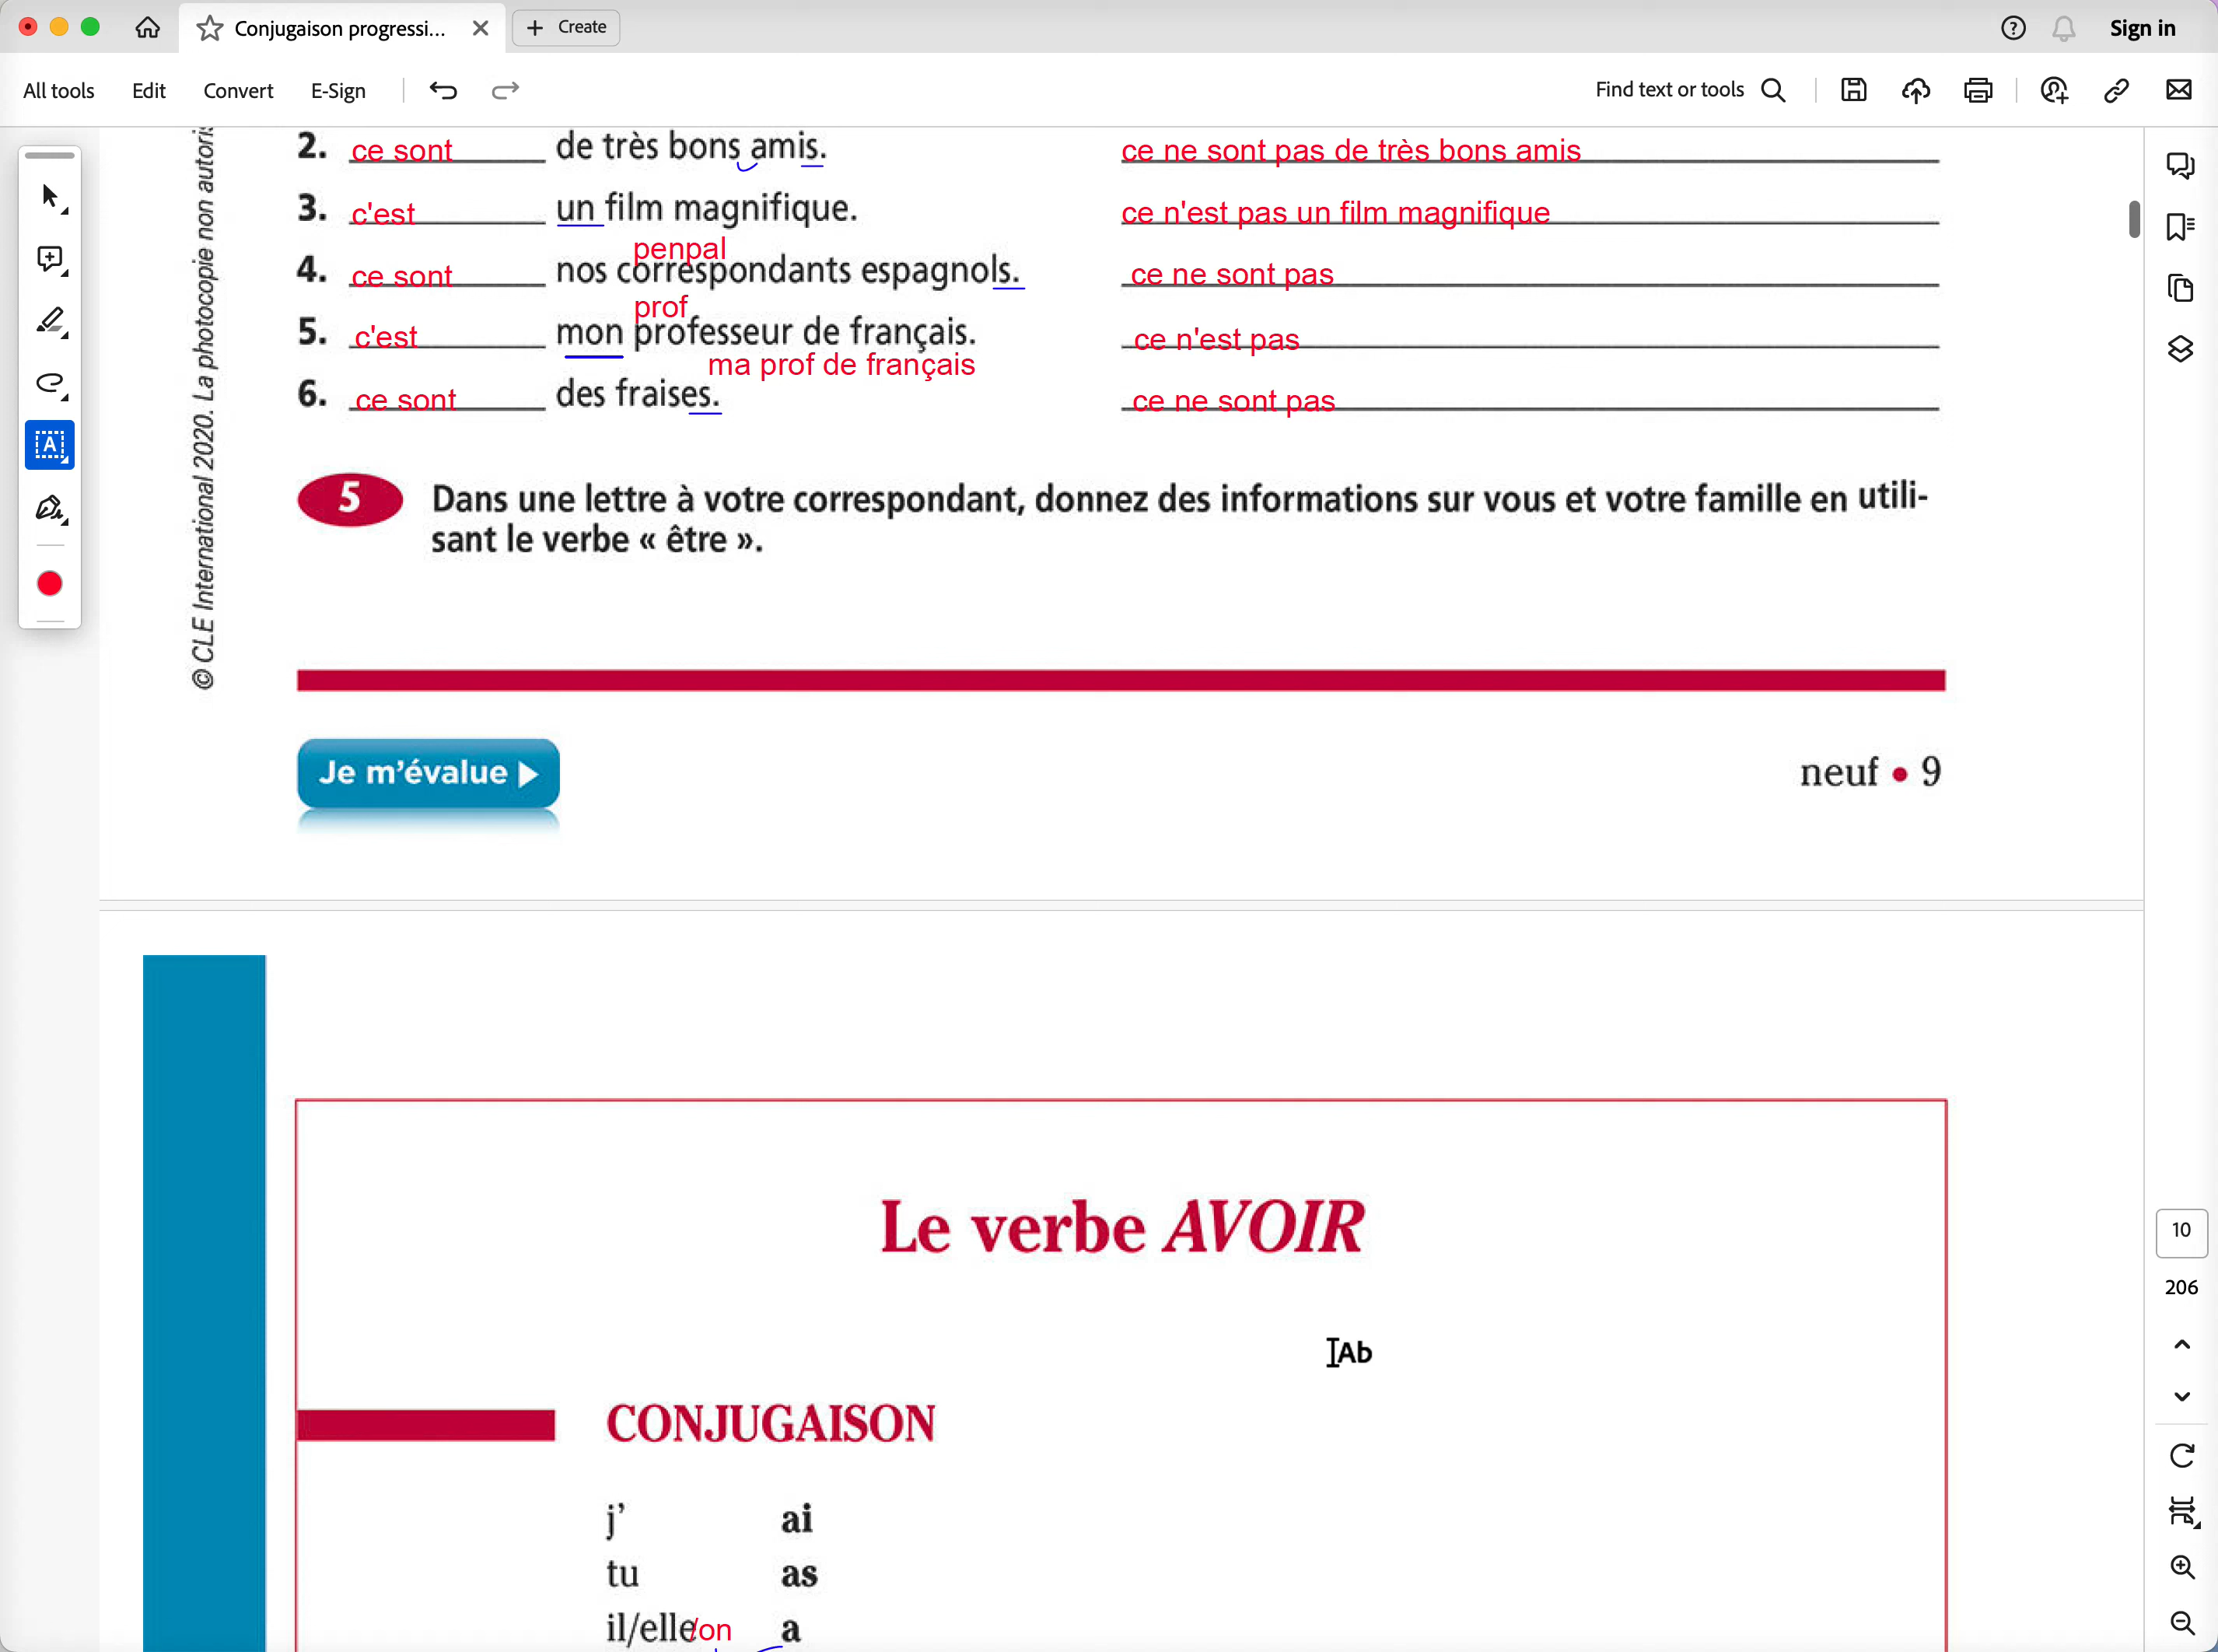 Conjugaison progressi...
Create
Sign in
All tools
Edit
Convert
E-Sign
Find text or tools
© CLE International 2020. La photocopie non autoris
2. ce sont de très bons amis. ce ne sont pas de très bons amis
3. c'est un film magnifique. ce n'est pas un film magnifique
penpal
4. ce sont nos correspondants espagnols. ce ne sont pas
prof
5. c'est mon professeur de français. ce n'est pas
ma prof de français
6. ce sont des fraises. ce ne sont pas
5 Dans une lettre à votre correspondant, donnez des informations sur vous et votre famille en utili-
sant le verbe « être ».
Je m'évalue
neuf • 9
Le verbe AVOIR
Ab
CONJUGAISON
j' ai
tu as
il/elle/on a
10
206